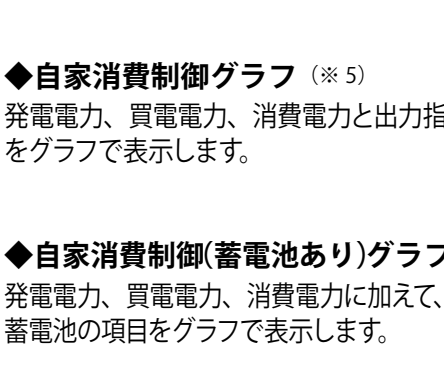 ◆自家消費制御グラフ（※ 5）
発電電力、買電電力、消費電力と出力指
をグラフで表示します。
◆自家消費制御(蓄電池あり)グラフ
発電電力、買電電力、消費電力に加えて、
蓄電池の項目をグラフで表示します。